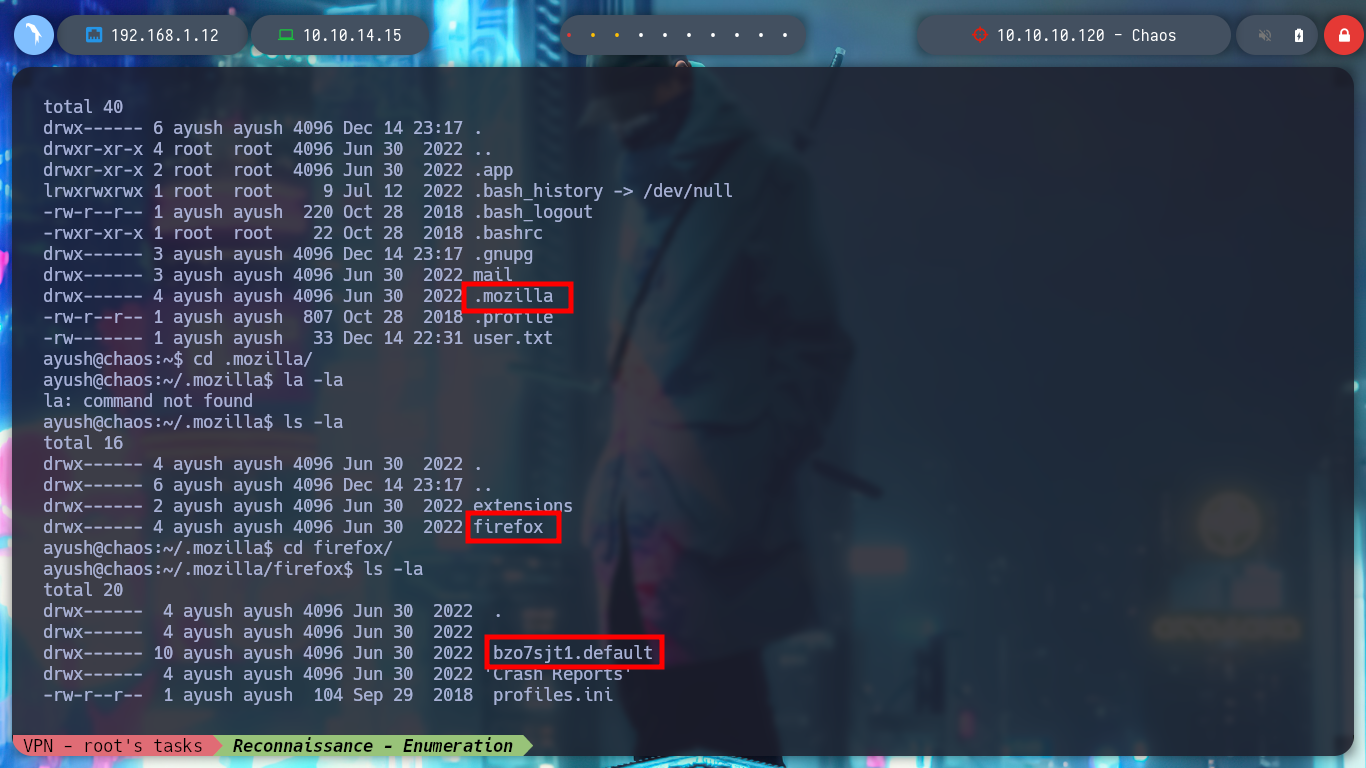 192.168.1.12 10.10.14.15 10.10.10.120 - Chaos
total 40
drwx------ 6 ayush ayush 4096 Dec 14 23:17 .
drwxr-xr-x 4 root  root  4096 Jun 30  2022 ..
drwxr-xr-x 2 root  root  4096 Jun 30  2022 .app
lrwxrwxrwx 1 root  root     9 Jul 12  2022 .bash_history -> /dev/null
-rw-r--r-- 1 ayush ayush  220 Oct 28  2018 .bash_logout
-rwxr-xr-x 1 root  root    22 Oct 28  2018 .bashrc
drwx------ 3 ayush ayush 4096 Dec 14 23:17 .gnupg
drwx------ 3 ayush ayush 4096 Jun 30  2022 mail
drwx------ 4 ayush ayush 4096 Jun 30  2022 .mozilla
-rw-r--r-- 1 ayush ayush  807 Oct 28  2018 .profile
-rw------- 1 ayush ayush   33 Dec 14 22:31 user.txt
ayush@chaos:~$ cd .mozilla/
ayush@chaos:~/.mozilla$ la -la
la: command not found
ayush@chaos:~/.mozilla$ ls -la
total 16
drwx------ 4 ayush ayush 4096 Jun 30  2022 .
drwx------ 6 ayush ayush 4096 Dec 14 23:17 ..
drwx------ 2 ayush ayush 4096 Jun 30  2022 extensions
drwx------ 4 ayush ayush 4096 Jun 30  2022 firefox
ayush@chaos:~/.mozilla$ cd firefox/
ayush@chaos:~/.mozilla/firefox$ ls -la
total 20
drwx------  4 ayush ayush 4096 Jun 30  2022  .
drwx------  4 ayush ayush 4096 Jun 30  2022
drwx------ 10 ayush ayush 4096 Jun 30  2022  bzo7sjt1.default
drwx------  4 ayush ayush 4096 Jun 30  2022 'Crash Reports'
-rw-r--r--  1 ayush ayush  104 Sep 29  2018  profiles.ini
VPN - root's tasks Reconnaissance - Enumeration